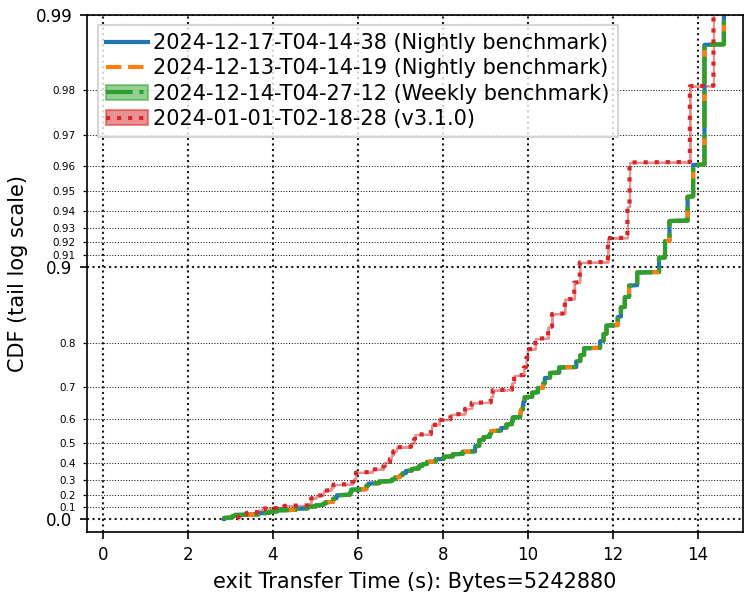 0.99
2024-12-17-T04-14-38 (Nightly benchmark)
2024-12-13-T04-14-19 (Nightly benchmark)
2024-12-14-T04-27-12 (Weekly benchmark)
2024-01-01-T02-18-28 (v3.1.0)
0.98
0.97
0.96
0.95
0.94
0.93
0.92
0.91
0.9
0.8
0.7
0.6
0.5
0.4
0.3
0.2
0.1
0.0
CDF (tail log scale)
0 2 4 6 8 10 12 14
exit Transfer Time (s): Bytes=5242880